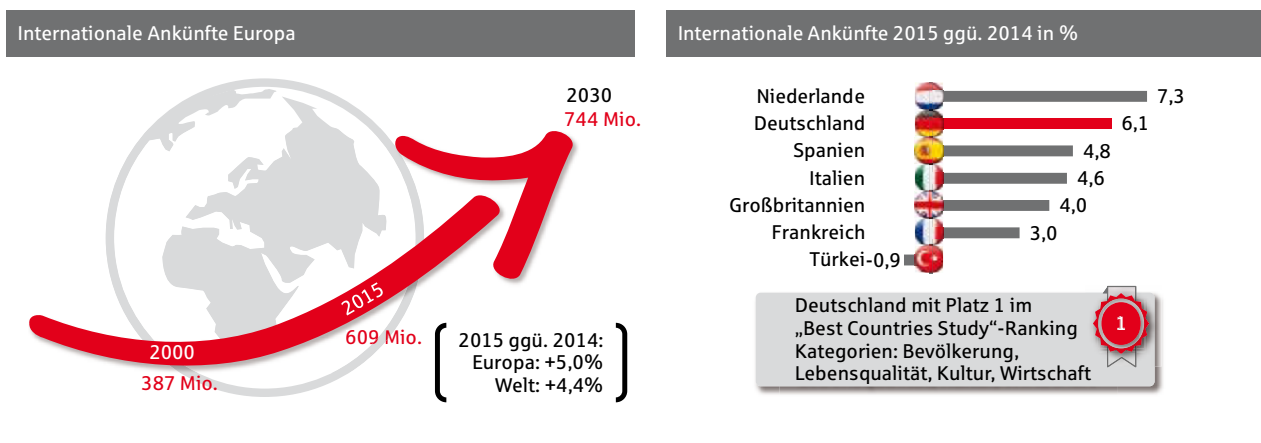 Internationale Ankünfte Europa
2030
744 Mio.
2015
609 Mio.
2000
387 Mio.
2015 ggü. 2014:
Europa: +5,0%
Welt: +4,4%
Internationale Ankünfte 2015 ggü. 2014 in %
Niederlande 7,3
Deutschland 6,1
Spanien 4,8
Italien 4,6
Großbritannien 4,0
Frankreich 3,0
Türkei -0,9
Deutschland mit Platz 1 im
„Best Countries Study“-Ranking
Kategorien: Bevölkerung,
Lebensqualität, Kultur, Wirtschaft
1